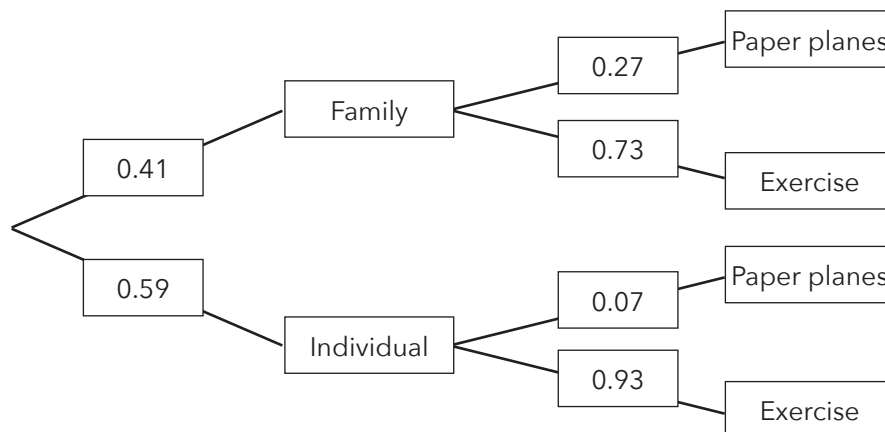 Paper planes
0.27
Family
0.73
0.41
Exercise
0.59
Paper planes
0.07
Individual
0.93
Exercise